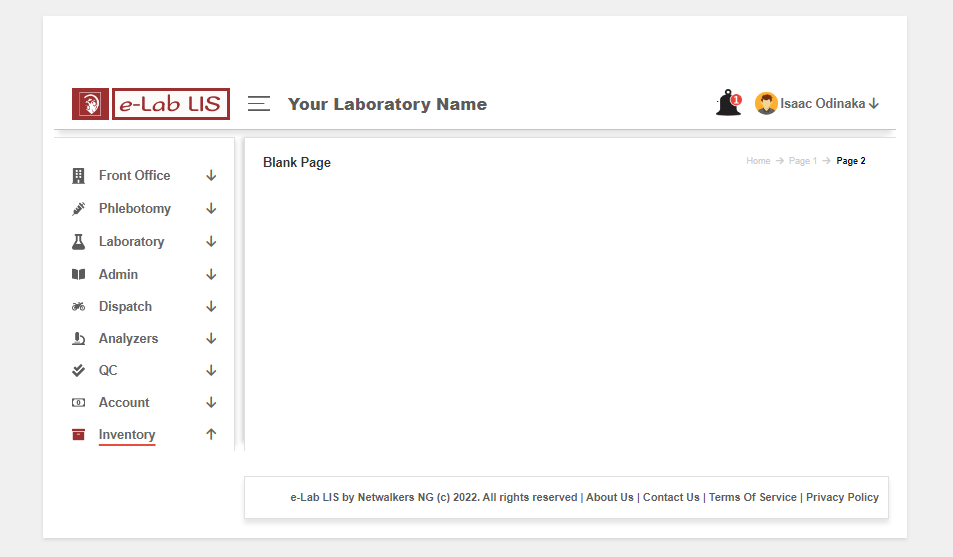 e-Lab LIS
Your Laboratory Name
1
Isaac Odinaka
Blank Page
Home → Page 1 → Page 2
Front Office
Phlebotomy
Laboratory
Admin
Dispatch
Analyzers
QC
Account
Inventory
e-Lab LIS by Netwalkers NG (c) 2022. All rights reserved | About Us | Contact Us | Terms Of Service | Privacy Policy